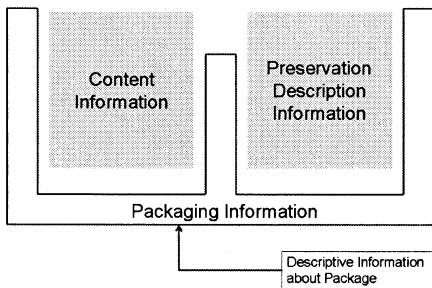 Content
Information
Preservation
Description
Information
Packaging Information
Descriptive Information
about Package